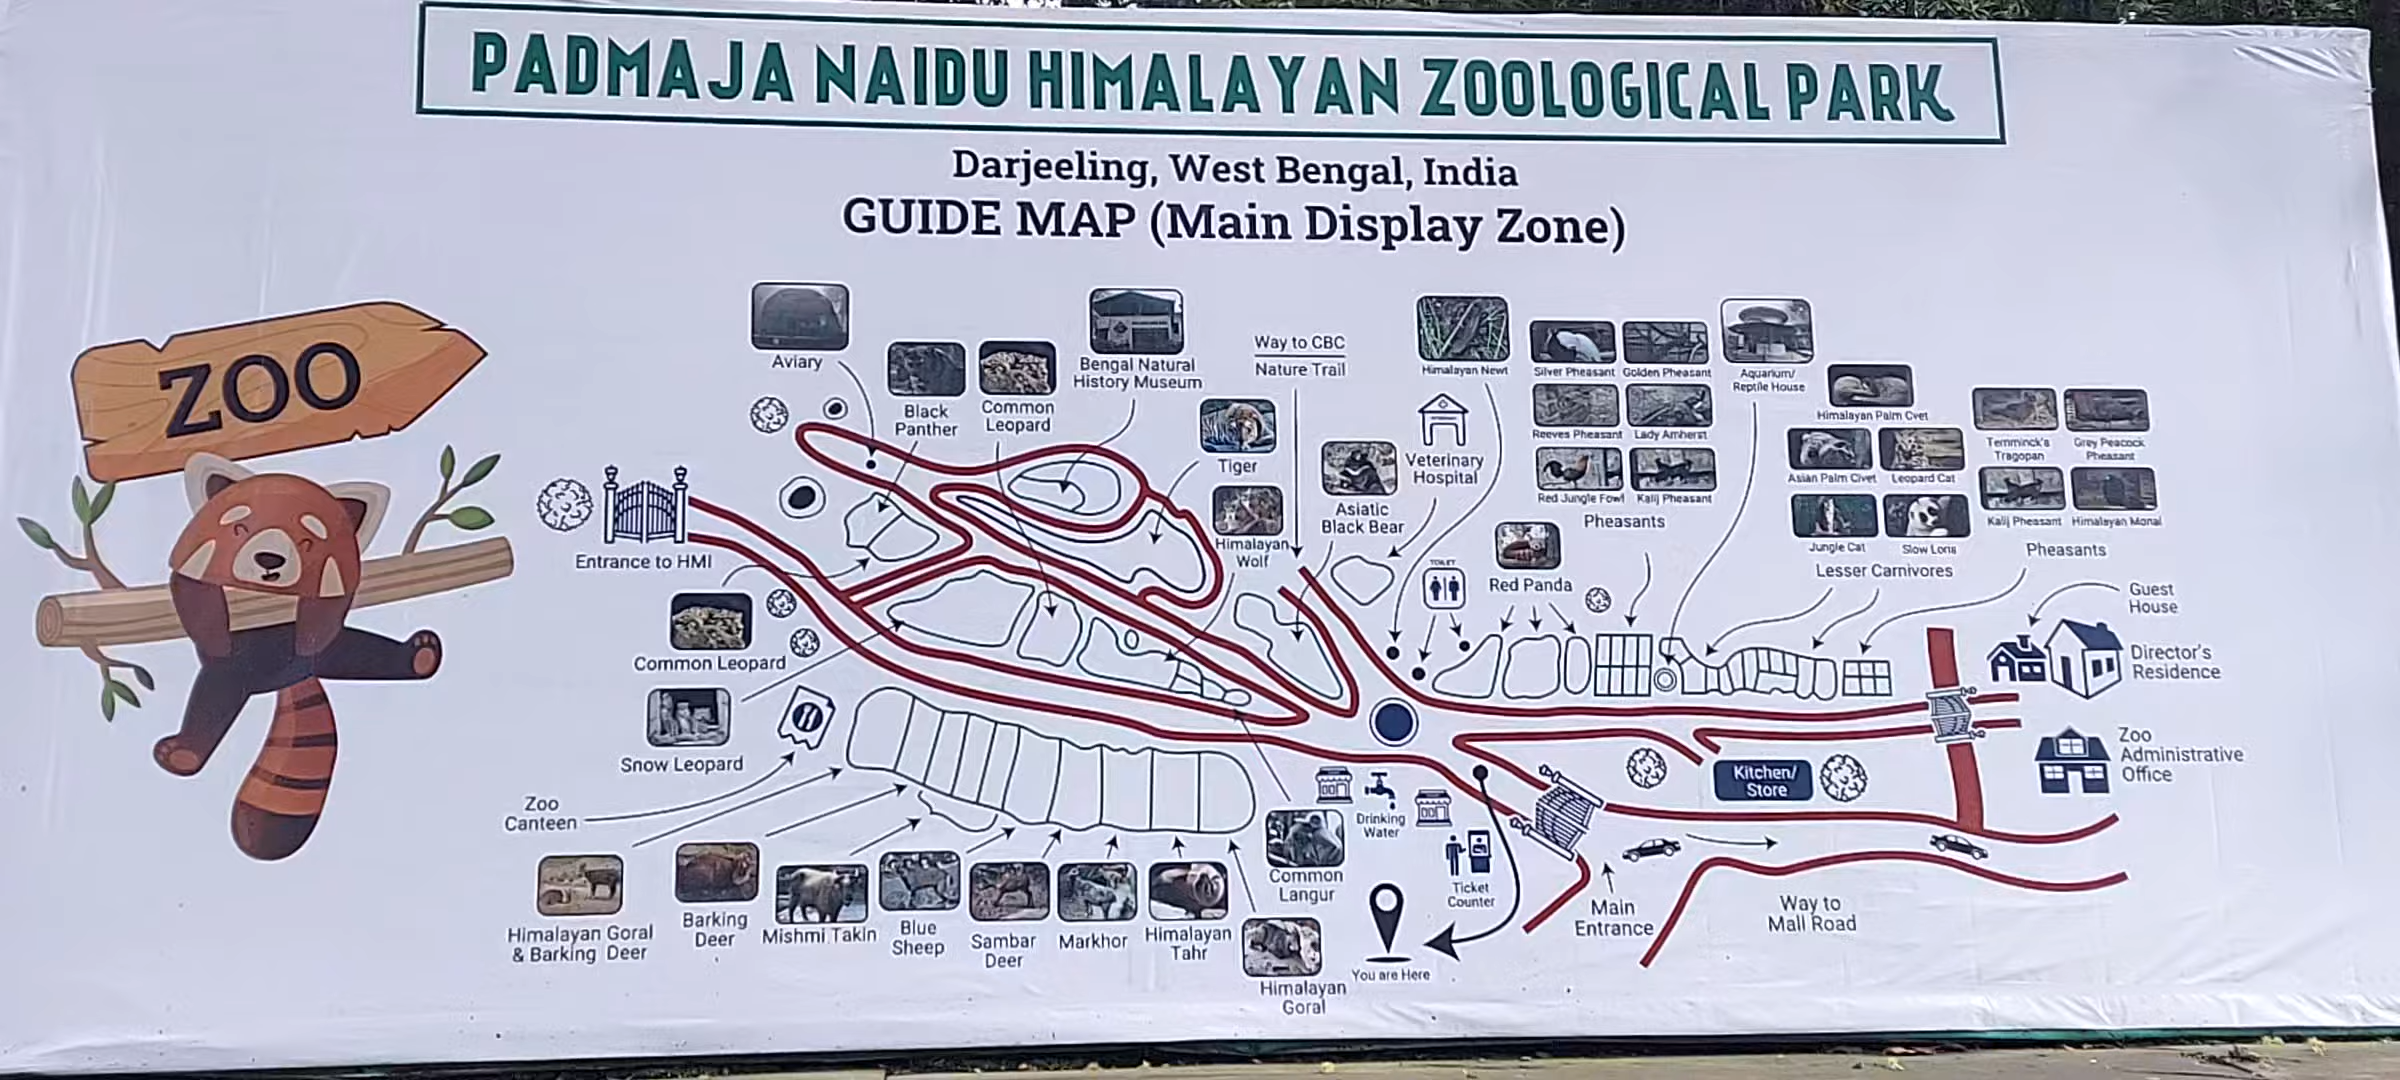 PADMAJA NAIDU HIMALAYAN ZOOLOGICAL PARK
Darjeeling, West Bengal, India
GUIDE MAP (Main Display Zone)
ZOO
Aviary
Black
Panther
Common
Leopard
Bengal Natural
History Museum
Tiger
Way to CBC
Nature Trail
Himalayan
Wolf
Asiatic
Black Bear
Himalayan Newt
Veterinary
Hospital
TOILET
Silver Pheasant
Golden Pheasant
Reeves Pheasant
Lady Amherst
Red Jungle Fowl
Kalij Pheasant
Pheasants
Red Panda
Aquarium/
Reptile House
Himalayan Palm Cvet
Asian Palm Civet
Leopard Cat
Jungle Cat
Slow Loris
Lesser Carnivores
Temminck's
Tragopan
Grey Peacock
Pheasant
Kalij Pheasant
Himalayan Monal
Pheasants
Guest
House
Director's
Residence
Zoo
Administrative
Office
Entrance to HMI
Common Leopard
Snow Leopard
Zoo
Canteen
Himalayan Goral
& Barking Deer
Barking
Deer
Mishmi Takin
Blue
Sheep
Sambar
Deer
Markhor
Himalayan
Tahr
Himalayan
Goral
Common
Langur
Drinking
Water
Ticket
Counter
You are Here
Main
Entrance
Kitchen/
Store
Way to
Mall Road